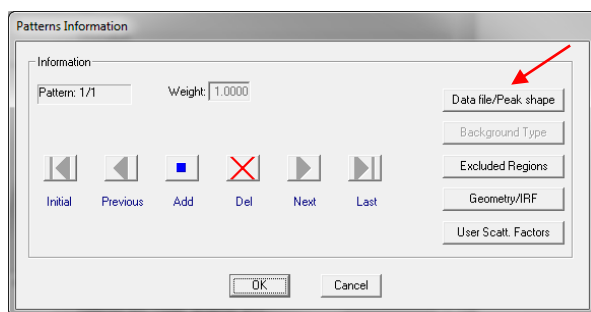 Patterns Information
Information
Pattern: 1/1
Weight: 1.0000
Data file/Peak shape
Background Type
Excluded Regions
Geometry/IRF
User Scatt. Factors
Initial Previous Add Del Next Last
OK Cancel